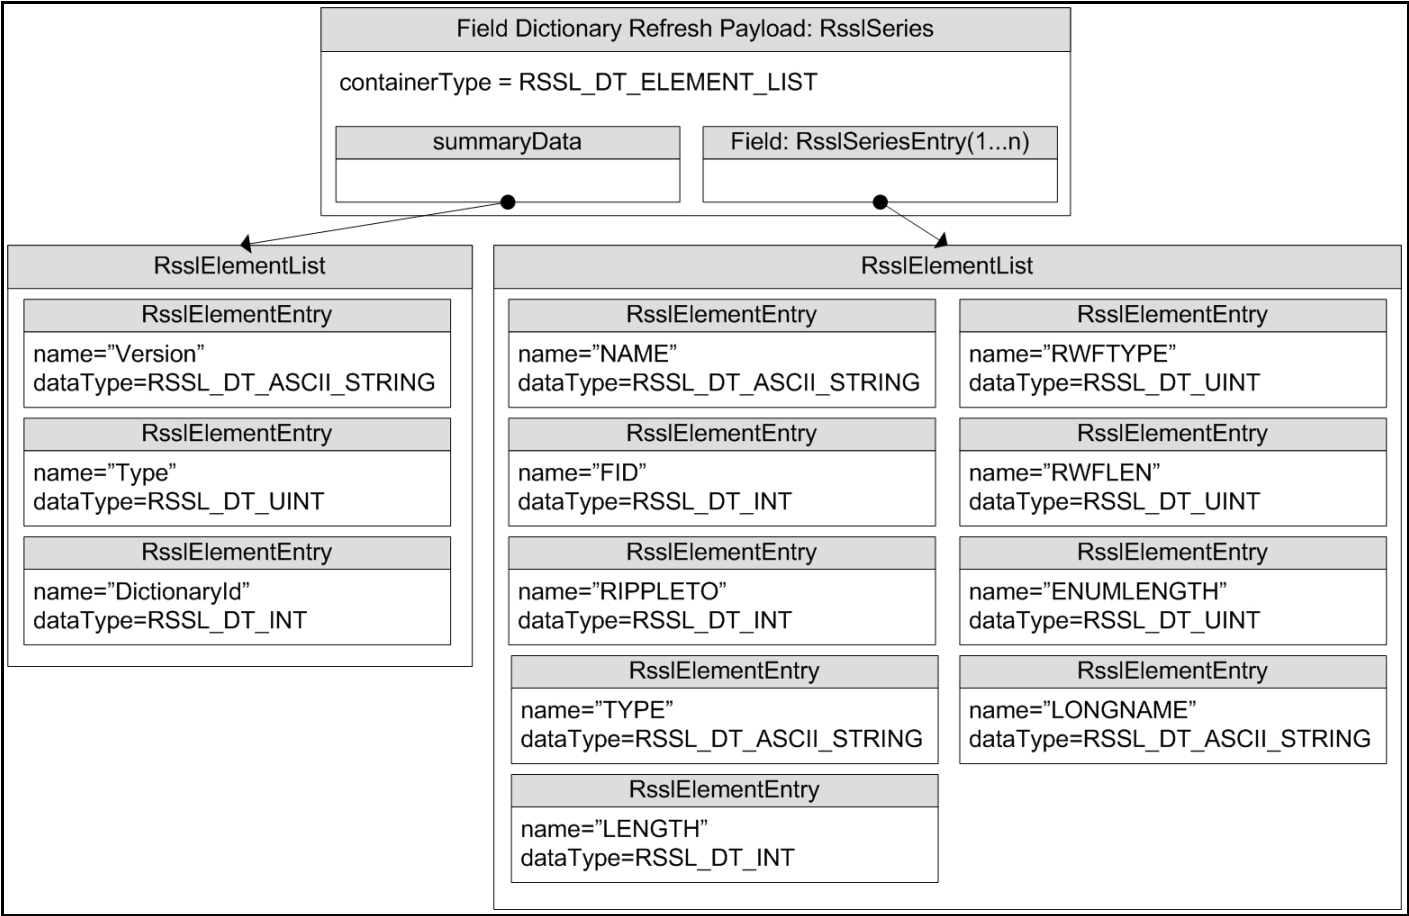 Field Dictionary Refresh Payload: RsslSeries
containerType = RSSL_DT_ELEMENT_LIST
summaryData
Field: RsslSeriesEntry(1...n)
RsslElementList
RsslElementEntry
name=”Version”
dataType=RSSL_DT_ASCII_STRING
RsslElementEntry
name=”Type”
dataType=RSSL_DT_UINT
RsslElementEntry
name=”DictionaryId”
dataType=RSSL_DT_INT
RsslElementList
RsslElementEntry
name=”NAME”
dataType=RSSL_DT_ASCII_STRING
RsslElementEntry
name=”FID”
dataType=RSSL_DT_INT
RsslElementEntry
name=”RIPPLETO”
dataType=RSSL_DT_INT
RsslElementEntry
name=”TYPE”
dataType=RSSL_DT_ASCII_STRING
RsslElementEntry
name=”LENGTH”
dataType=RSSL_DT_INT
RsslElementEntry
name=”RWFTYPE”
dataType=RSSL_DT_UINT
RsslElementEntry
name=”RWFLEN”
dataType=RSSL_DT_UINT
RsslElementEntry
name=”ENUMLENGTH”
dataType=RSSL_DT_UINT
RsslElementEntry
name=”LONGNAME”
dataType=RSSL_DT_ASCII_STRING